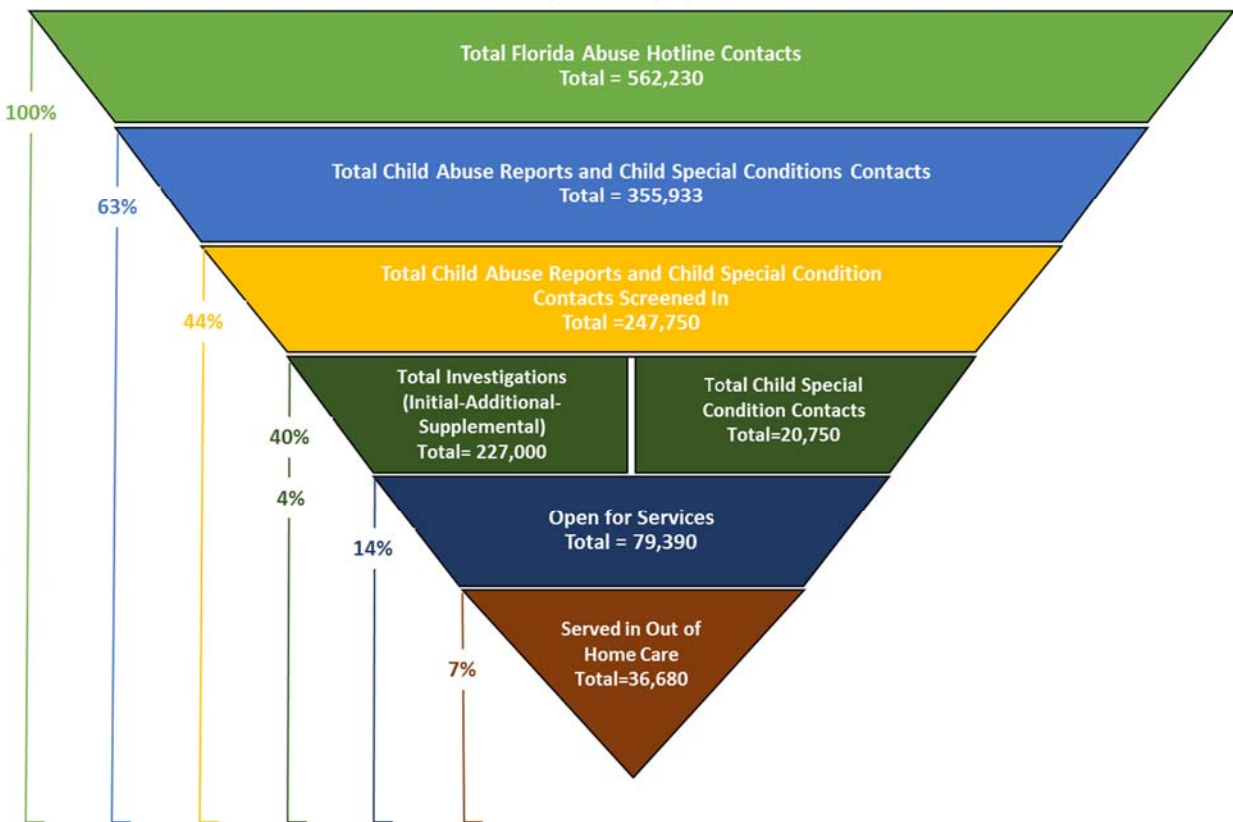 Total Florida Abuse Hotline Contacts
Total = 562,230
100%
Total Child Abuse Reports and Child Special Conditions Contacts
Total = 355,933
63%
Total Child Abuse Reports and Child Special Condition
Contacts Screened In
Total =247,750
44%
Total Investigations
(Initial-Additional-
Supplemental)
Total= 227,000
Total Child Special
Condition Contacts
Total=20,750
40%
4%
Open for Services
Total = 79,390
14%
Served in Out of
Home Care
Total=36,680
7%